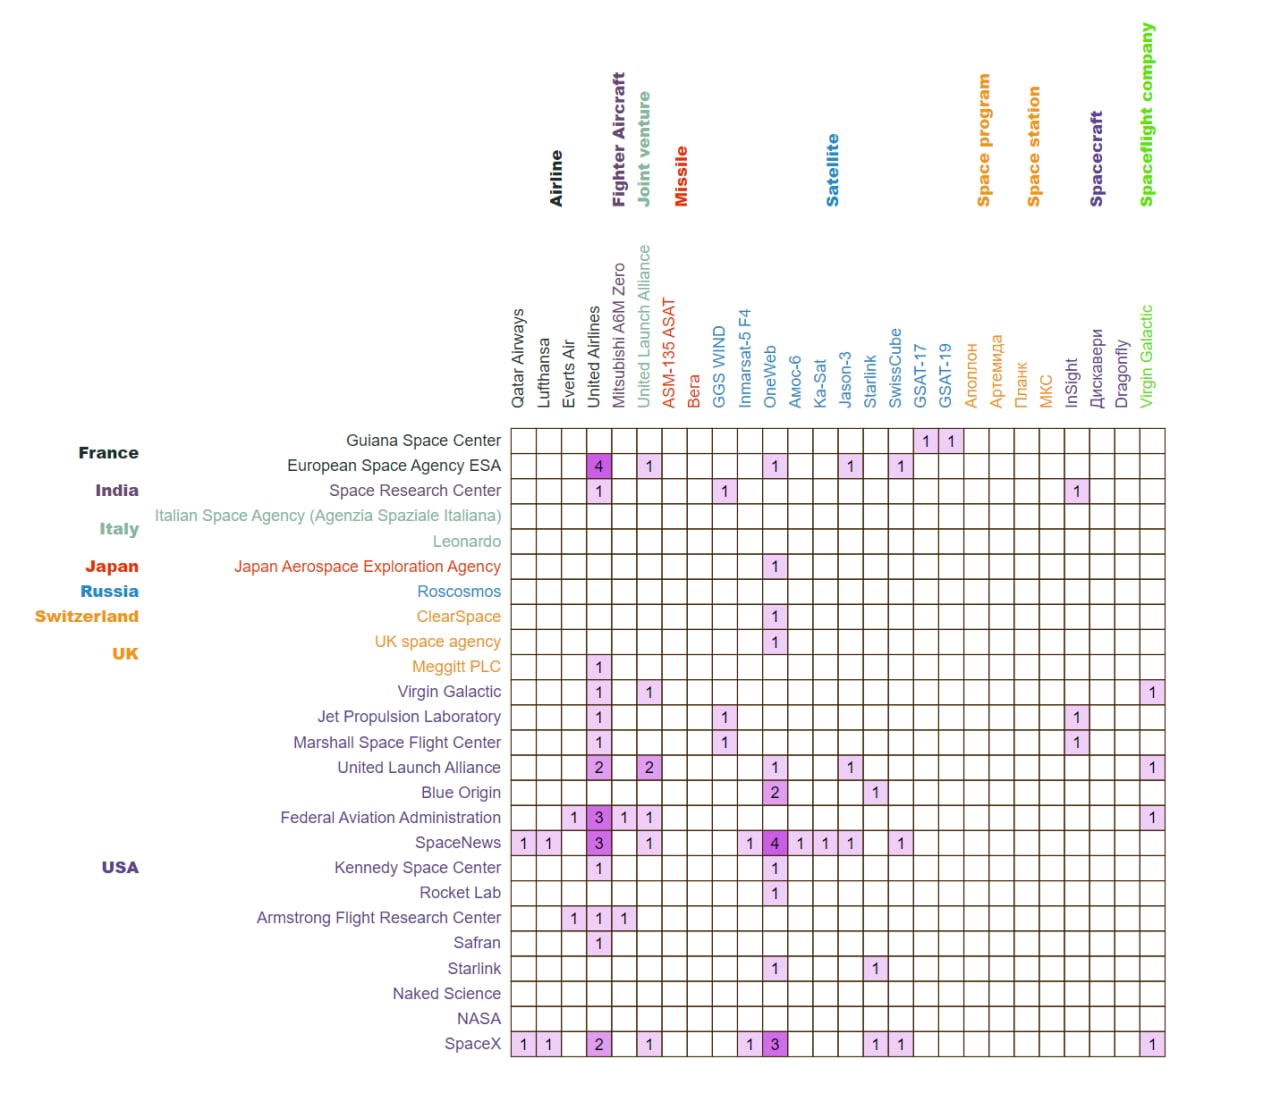 Airline
Fighter Aircraft
Joint venture
Missile
Satellite
Space program
Space station
Spacecraft
Spaceflight company
Qatar Airways
Lufthansa
Everts Air
United Airlines
Mitsubishi A6M Zero
United Launch Alliance
ASM-135 ASAT
Вега
GGS WIND
Inmarsat-5 F4
OneWeb
Амос-6
Ka-Sat
Jason-3
Starlink
SwissCube
GSAT-17
GSAT-19
Аполлон
Артемида
Планк
МКС
InSight
Дискавери
Dragonfly
Virgin Galactic
France
Guiana Space Center 1 1
European Space Agency ESA 4 1 1 1 1
India Space Research Center 1 1 1
Italy
Italian Space Agency (Agenzia Spaziale Italiana)
Leonardo
Japan Japan Aerospace Exploration Agency 1
Russia Roscosmos
Switzerland ClearSpace 1
UK
UK space agency 1
Meggitt PLC 1
Virgin Galactic 1 1 1
Jet Propulsion Laboratory 1 1 1
Marshall Space Flight Center 1 1 1
United Launch Alliance 2 2 1 1 1
Blue Origin 2 1
Federal Aviation Administration 1 3 1 1 1
SpaceNews 1 1 3 1 1 4 1 1 1 1
USA Kennedy Space Center 1 1
Rocket Lab 1
Armstrong Flight Research Center 1 1 1
Safran 1
Starlink 1 1
Naked Science
NASA
SpaceX 1 1 2 1 1 3 1 1 1